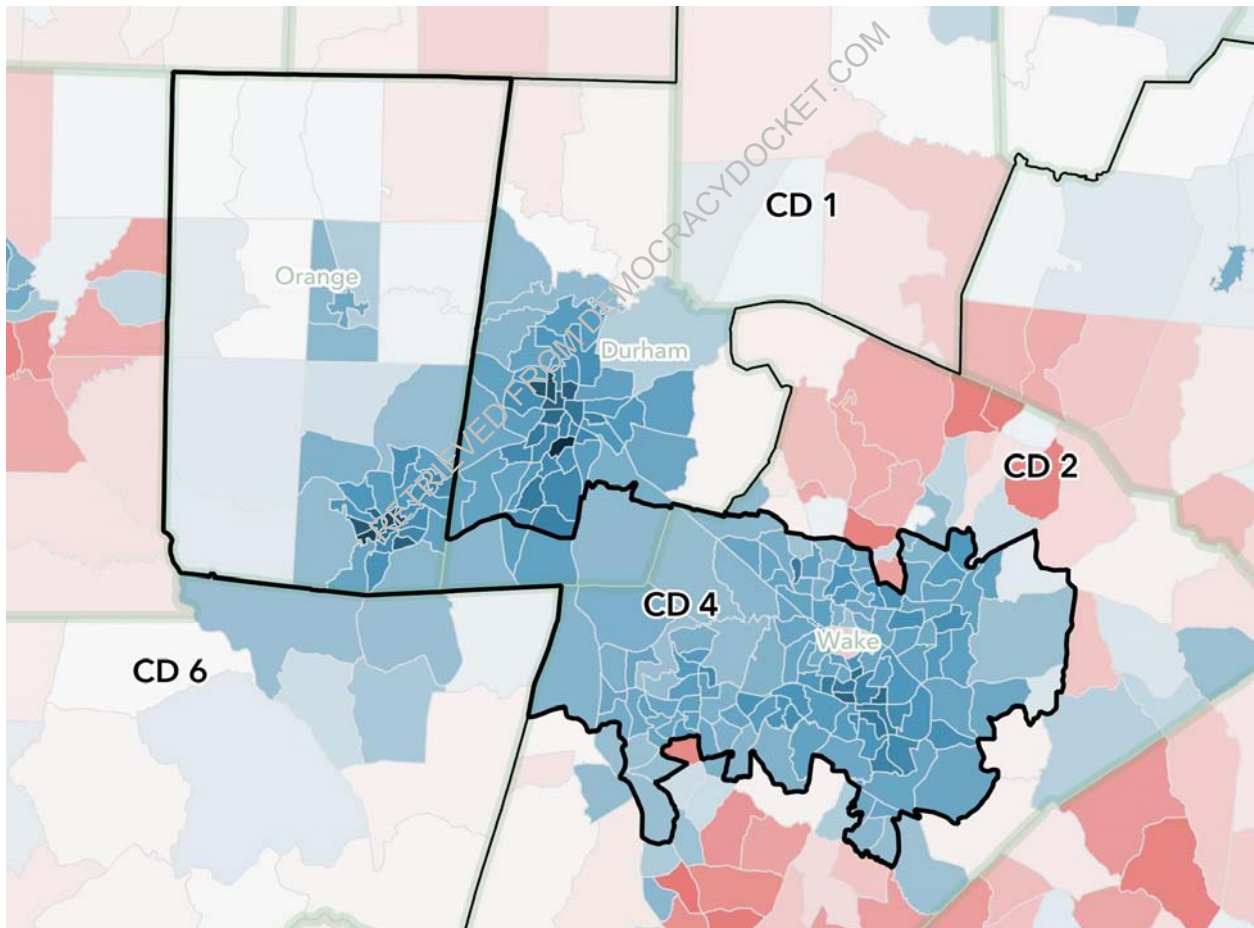 RETRIEVED FROM DEMOCRACYDOCKET.COM
CD 1
Orange
Durham
CD 2
CD 4
Wake
CD 6